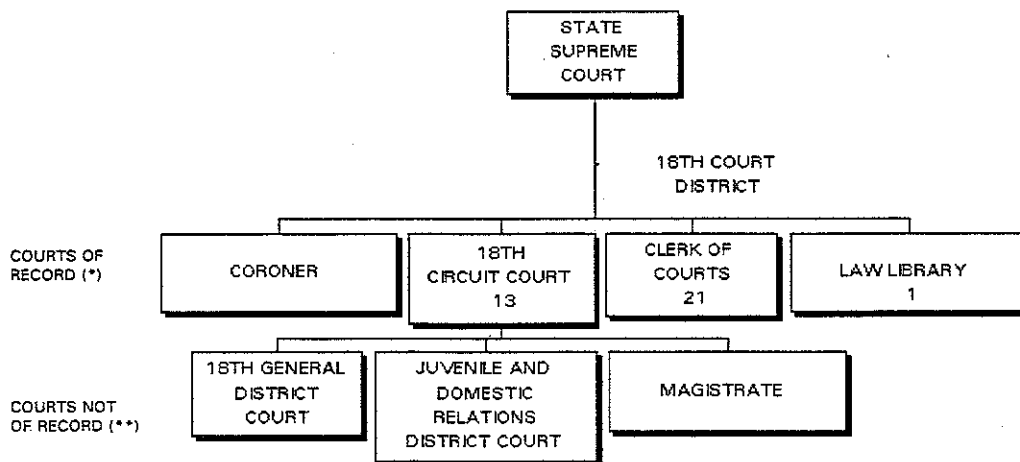 STATE
SUPREME
COURT
18TH COURT
DISTRICT
COURTS OF
RECORD (*)
CORONER
18TH
CIRCUIT COURT
13
CLERK OF
COURTS
21
LAW LIBRARY
1
COURTS NOT
OF RECORD (**)
18TH GENERAL
DISTRICT
COURT
JUVENILE AND
DOMESTIC
RELATIONS
DISTRICT COURT
MAGISTRATE